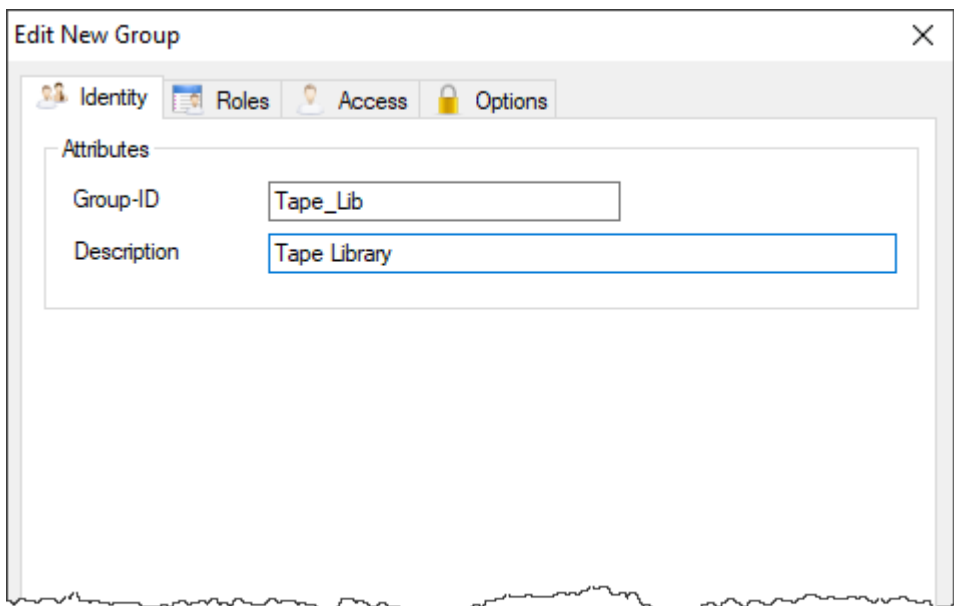 Edit New Group
Identity Roles Access Options
Attributes
Group-ID Tape_Lib
Description Tape Library